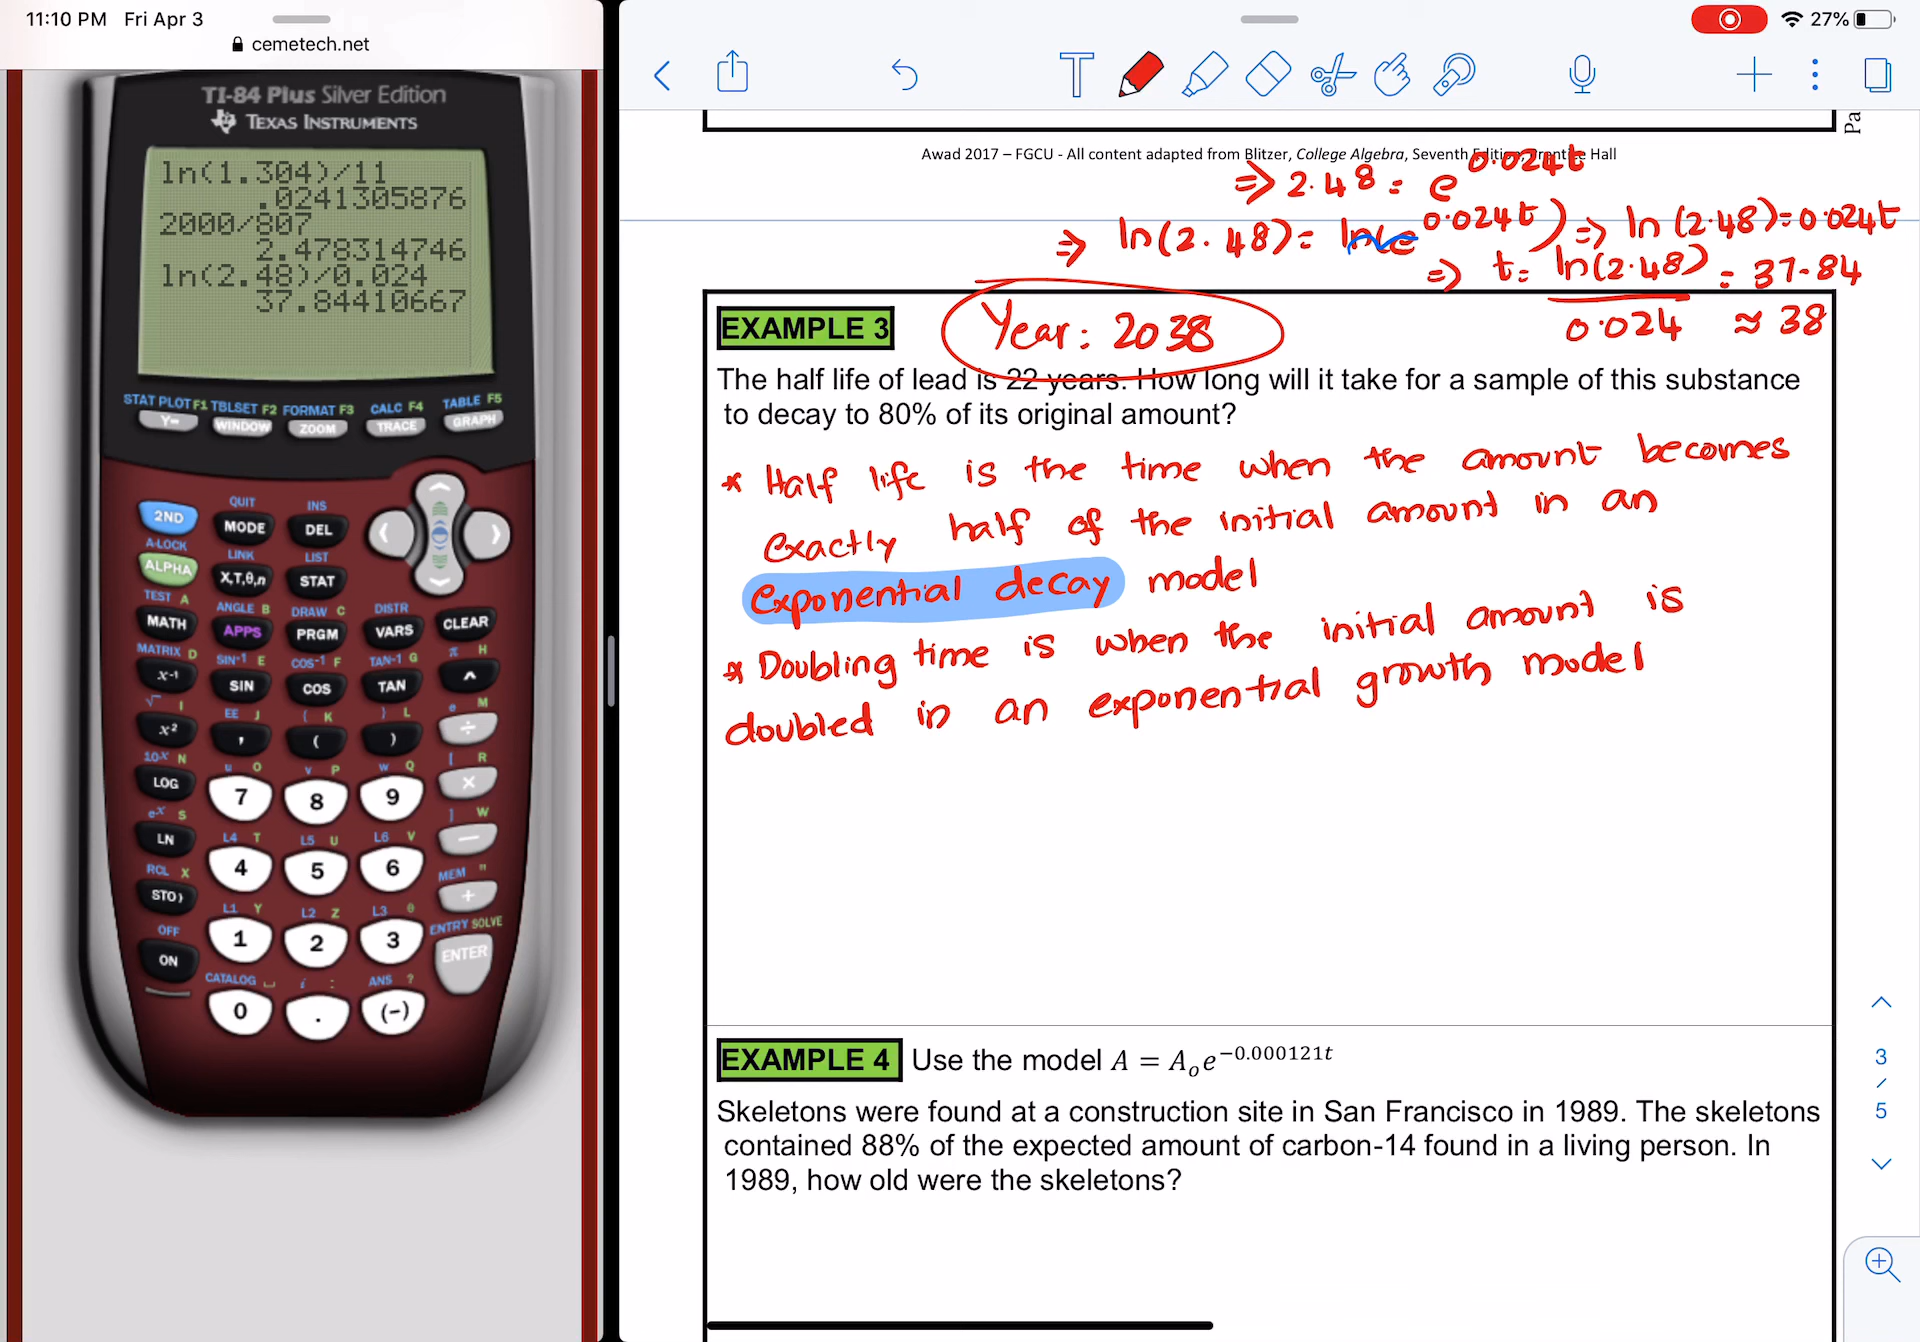 11:10 PM Fri Apr 3
cemetech.net
27%
TI-84 Plus Silver Edition
TEXAS INSTRUMENTS
ln(1.304)/11
.0241305876
2000/807
2.478314746
ln(2.48)/0.024
37.84410667
STAT PLOT F1 TBLSET F2 FORMAT F3 CALC F4 TABLE F5
Y= WINDOW ZOOM TRACE GRAPH
QUIT INS
2ND MODE DEL
A-LOCK LINK LIST
ALPHA X,T,θ,n STAT
TEST A ANGLE B DRAW C DISTR
MATH APPS PRGM VARS CLEAR
MATRIX D SIN⁻¹ E COS⁻¹ F TAN⁻¹ G π H
x⁻¹ SIN COS TAN ^
√ I EE J { K } L e M
x² , ( ) ÷
10ˣ N u O v P w Q [ R
LOG 7 8 9 ×
eˣ S L4 T L5 U L6 V ] W
LN 4 5 6 −
RCL X L1 Y L2 Z L3 θ MEM "
STO⟩ 1 2 3 +
OFF CATALOG ⎵ i : ANS ? ENTRY SOLVE
ON 0 . (-) ENTER
T
Pa
Awad 2017 – FGCU - All content adapted from Blitzer, College Algebra, Seventh Edition, Prentice Hall
⇒ 2.48 = e^0.024t
⇒ ln(2.48) = ln(e^0.024t) ⇒ ln(2.48) = 0.024t
⇒ t = ln(2.48)/0.024 = 37.84
≈ 38
EXAMPLE 3 Year: 2038
The half life of lead is 22 years. How long will it take for a sample of this substance
to decay to 80% of its original amount?
* Half life is the time when the amount becomes
exactly half of the initial amount in an
exponential decay model
* Doubling time is when the initial amount is
doubled in an exponential growth model
EXAMPLE 4 Use the model A = Aₒe^−0.000121t
Skeletons were found at a construction site in San Francisco in 1989. The skeletons
contained 88% of the expected amount of carbon-14 found in a living person. In
1989, how old were the skeletons?
3
/
5